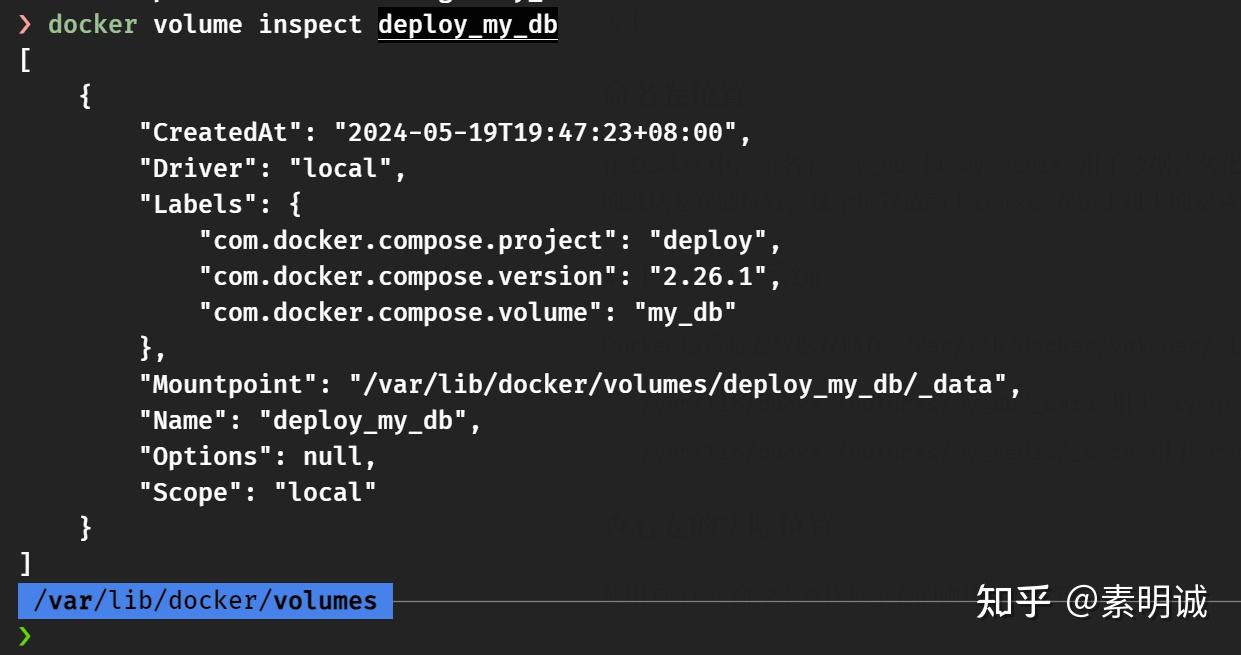 ❯ docker volume inspect deploy_my_db
[
    {
        "CreatedAt": "2024-05-19T19:47:23+08:00",
        "Driver": "local",
        "Labels": {
            "com.docker.compose.project": "deploy",
            "com.docker.compose.version": "2.26.1",
            "com.docker.compose.volume": "my_db"
        },
        "Mountpoint": "/var/lib/docker/volumes/deploy_my_db/_data",
        "Name": "deploy_my_db",
        "Options": null,
        "Scope": "local"
    }
]
/var/lib/docker/volumes
❯
知乎 @素明诚